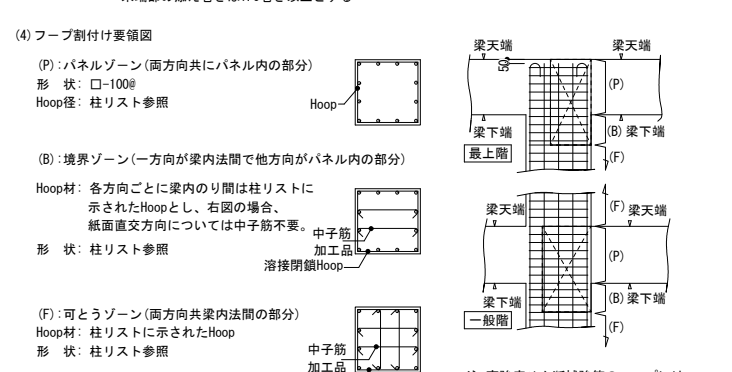 (4)フープ割付け要領図
(P):パネルゾーン(両方向共にパネル内の部分)
形　状: ロ-100@
Hoop径: 柱リスト参照
Hoop
(B):境界ゾーン(一方向が梁内法間で他方向がパネル内の部分)
Hoop材: 各方向ごとに梁内のり間は柱リストに
示されたHoopとし、右図の場合、
紙面直交方向については中子筋不要。
形　状: 柱リスト参照
中子筋
加工品
溶接閉鎖Hoop
(F):可とうゾーン(両方向共梁内法間の部分)
Hoop材: 柱リストに示されたHoop
形　状: 柱リスト参照
中子筋
加工品
梁天端
梁天端
50
(P)
梁下端
(B) 梁下端
最上階
(F)
梁天端
(F) 梁天端
(P)
梁下端
(B) 梁下端
一般階
(F)